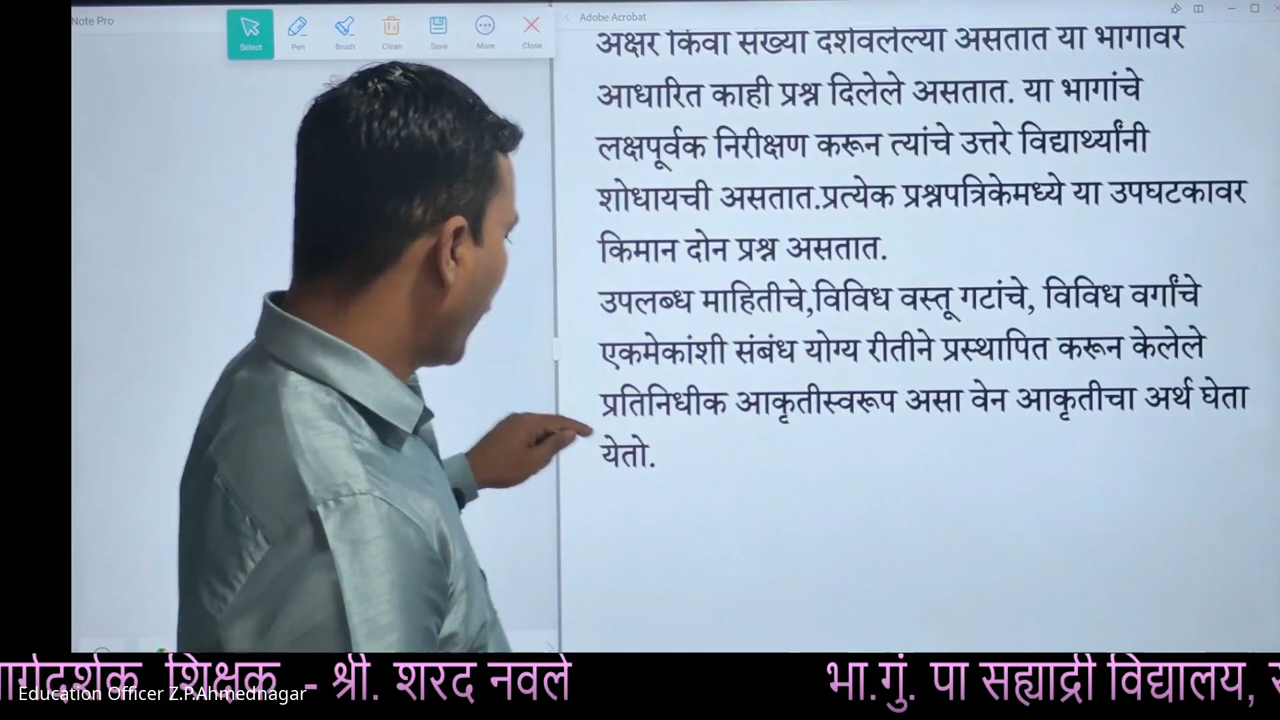 Note Pro
Select
Pen
Brush
Clean
Save
More
Close
Adobe Acrobat
अक्षर किंवा संख्या दर्शवलेल्या असतात या भागांवर
आधारित काही प्रश्न दिलेले असतात. या भागांचे
लक्षपूर्वक निरीक्षण करून त्यांचे उत्तरे विद्यार्थ्यांनी
शोधायची असतात.प्रत्येक प्रश्नपत्रिकेमध्ये या उपघटकावर
किमान दोन प्रश्न असतात.
उपलब्ध माहितीचे,विविध वस्तू गटांचे, विविध वर्गांचे
एकमेकांशी संबंध योग्य रीतीने प्रस्थापित करून केलेले
प्रतिनिधीक आकृतीस्वरूप असा वेन आकृतीचा अर्थ घेता
येतो.
शिक्षक - श्री. शरद नवले
भा.गुं. पा सह्याद्री विद्यालय,
Education Officer Z.P.Ahmednagar